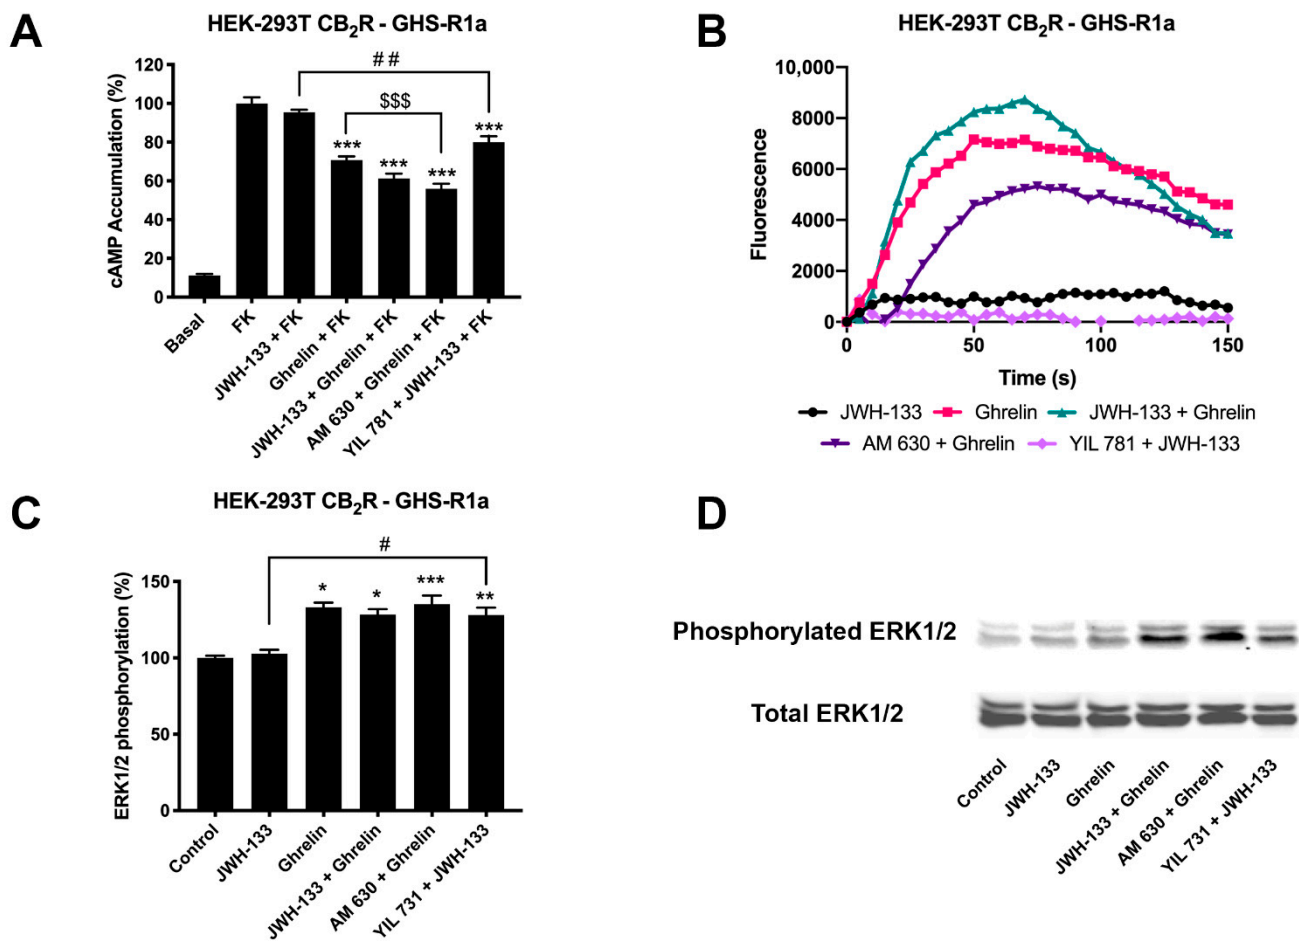 A
HEK-293T CB₂R - GHS-R1a
cAMP Accumulation (%)
120
100
80
60
40
20
0
# #
$$$
***
***
***
***
Basal
FK
JWH-133 + FK
Ghrelin + FK
JWH-133 + Ghrelin + FK
AM 630 + Ghrelin + FK
YIL 781 + JWH-133 + FK
B
HEK-293T CB₂R - GHS-R1a
Fluorescence
10,000
8000
6000
4000
2000
0
0
50
100
150
Time (s)
JWH-133
Ghrelin
JWH-133 + Ghrelin
AM 630 + Ghrelin
YIL 781 + JWH-133
C
HEK-293T CB₂R - GHS-R1a
ERK1/2 phosphorylation (%)
150
100
50
0
#
*
*
***
**
Control
JWH-133
Ghrelin
JWH-133 + Ghrelin
AM 630 + Ghrelin
YIL 731 + JWH-133
D
Phosphorylated ERK1/2
Total ERK1/2
Control
JWH-133
Ghrelin
JWH-133 + Ghrelin
AM 630 + Ghrelin
YIL 731 + JWH-133